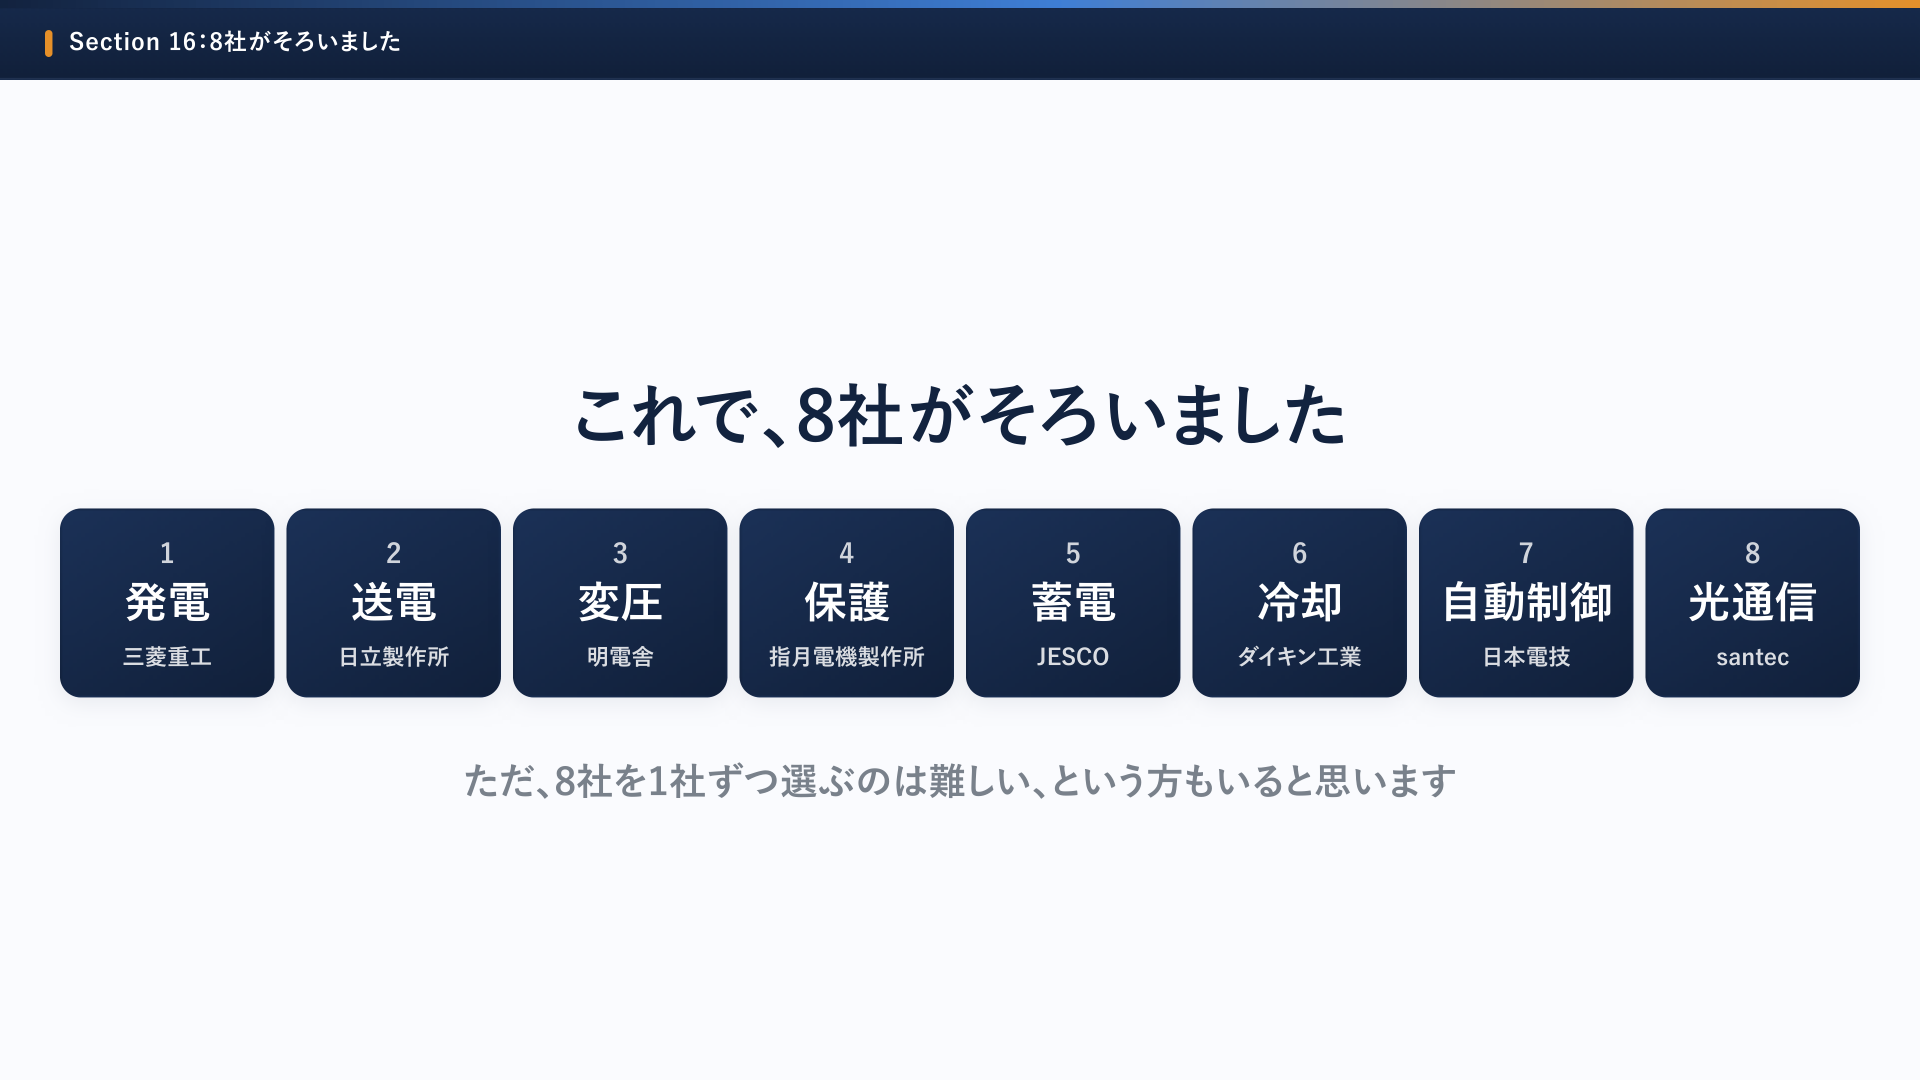 Section 16：8社がそろいました
これで、8社がそろいました
1
発電
三菱重工
2
送電
日立製作所
3
変圧
明電舎
4
保護
指月電機製作所
5
蓄電
JESCO
6
冷却
ダイキン工業
7
自動制御
日本電技
8
光通信
santec
ただ、8社を1社ずつ選ぶのは難しい、という方もいると思います